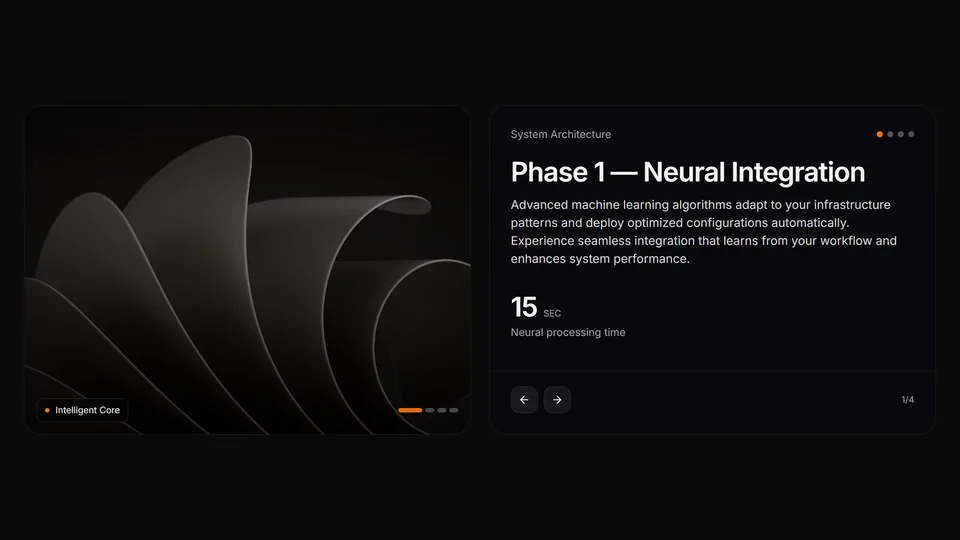 System Architecture
Phase 1 — Neural Integration
Advanced machine learning algorithms adapt to your infrastructure
patterns and deploy optimized configurations automatically.
Experience seamless integration that learns from your workflow and
enhances system performance.
15 SEC
Neural processing time
Intelligent Core
1/4